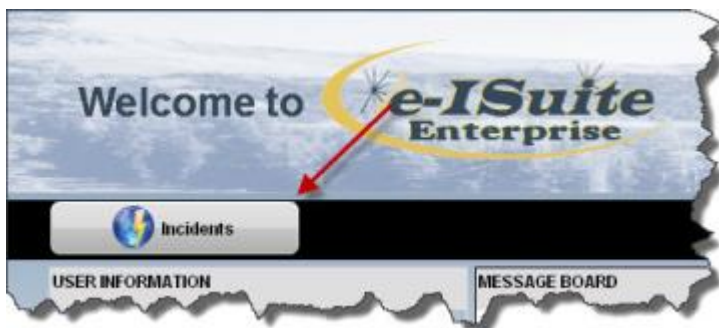 Welcome to e-ISuite
Enterprise
Incidents
USER INFORMATION MESSAGE BOARD